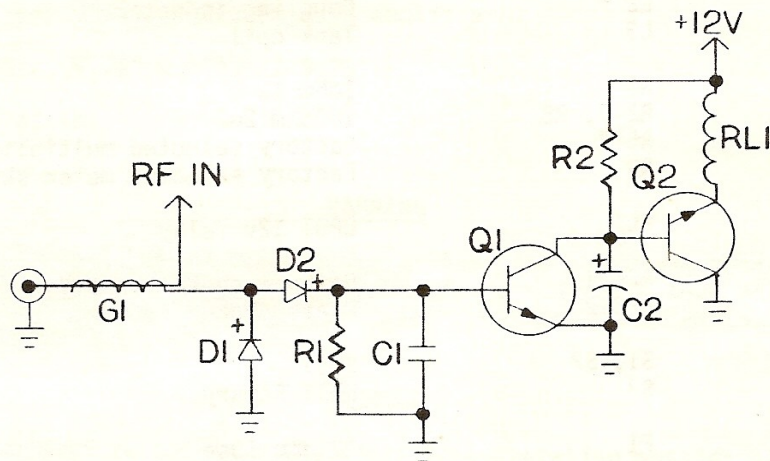 +12V
RF IN
R2
RL1
Q2
Q1
D2
+
+
G1
C2
+
D1
R1
C1